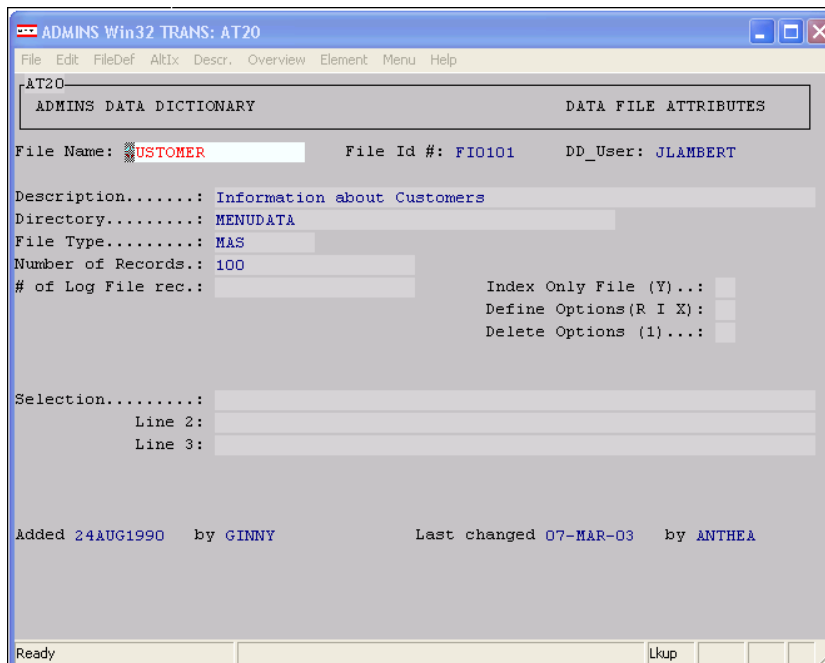 ADMINS Win32 TRANS: AT20
File Edit FileDef AltIx Descr. Overview Element Menu Help
AT20
ADMINS DATA DICTIONARY DATA FILE ATTRIBUTES
File Name: CUSTOMER File Id #: FI0101 DD_User: JLAMBERT
Description.......: Information about Customers
Directory.........: MENUDATA
File Type.........: MAS
Number of Records.: 100
# of Log File rec.: Index Only File (Y)..:
Define Options(R I X):
Delete Options (1)...:
Selection.........:
Line 2:
Line 3:
Added 24AUG1990 by GINNY Last changed 07-MAR-03 by ANTHEA
Ready Lkup